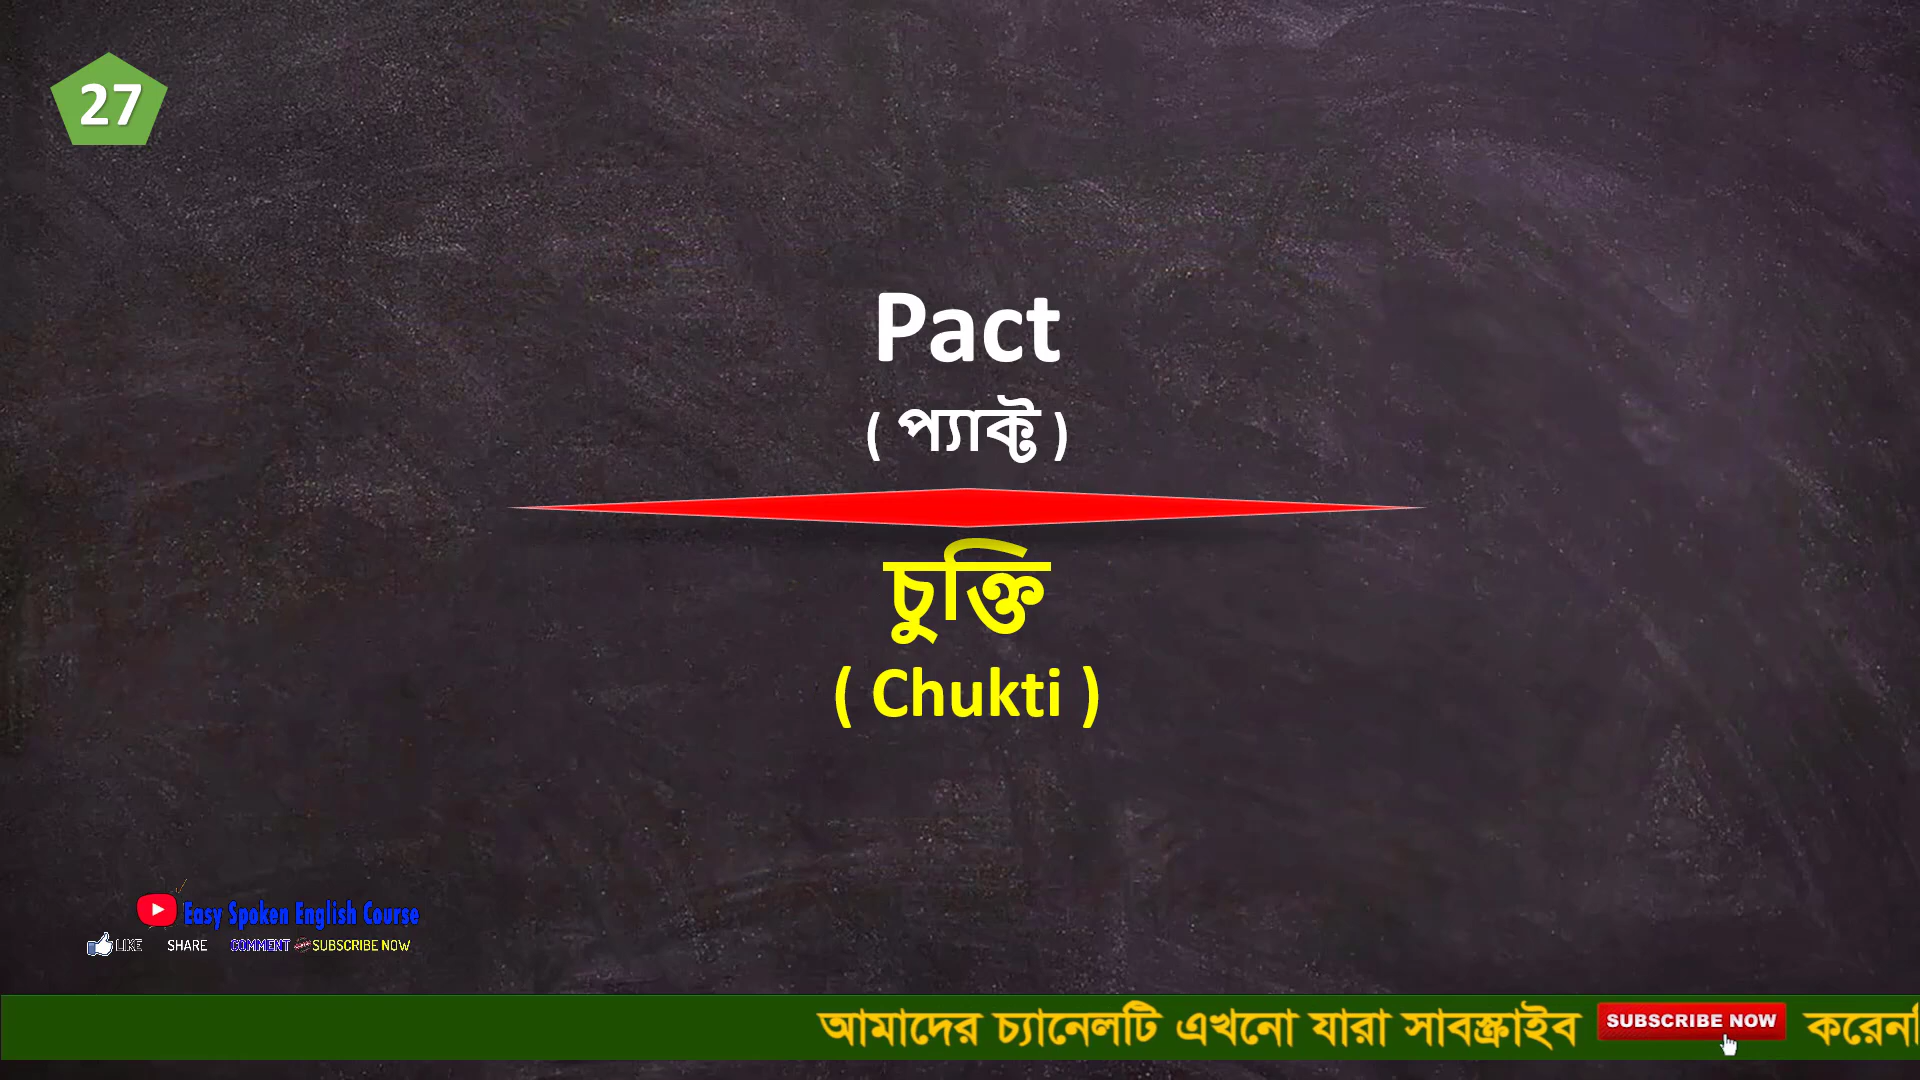 27
Pact
( প্যাক্ট )
চুক্তি
( Chukti )
Easy Spoken English Course
LIKE SHARE COMMENT SUBSCRIBE NOW
আমাদের চ্যানেলটি এখনো যারা সাবস্ক্রাইব SUBSCRIBE NOW করেননি